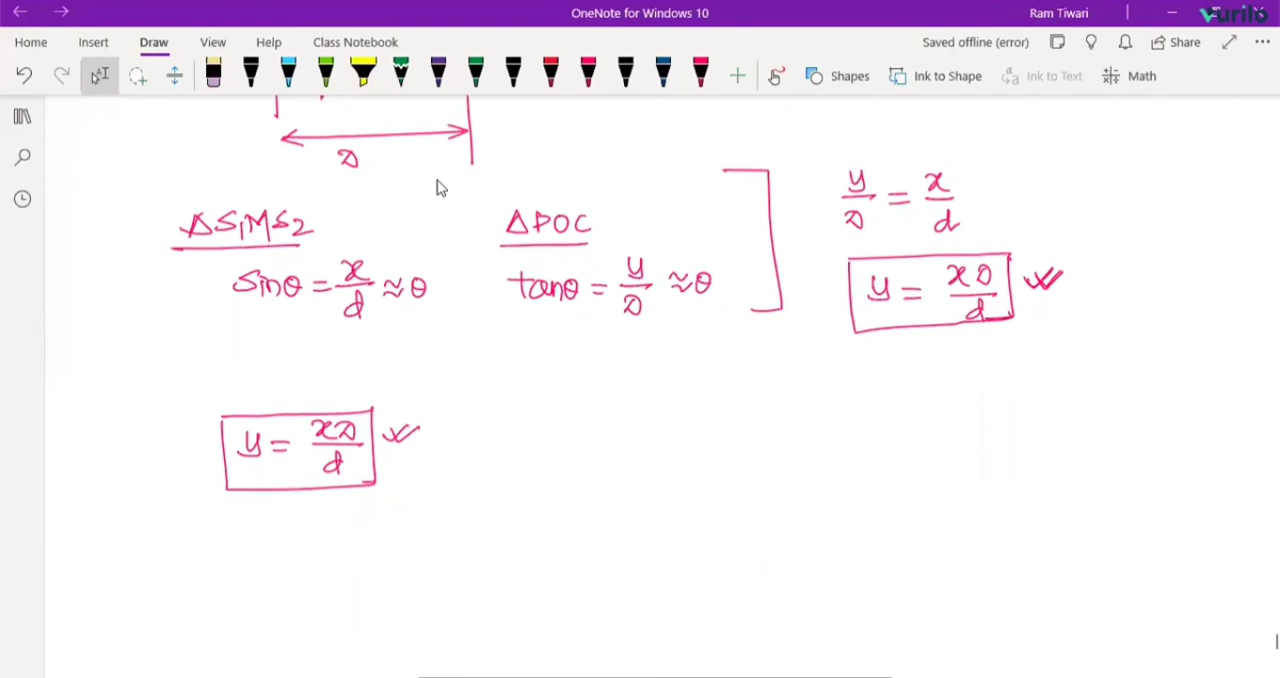 OneNote for Windows 10
Ram Tiwari
vurilo
Home Insert Draw View Help Class Notebook
Saved offline (error) Share
Shapes Ink to Shape Ink to Text Math
D
ΔS1MS2
sinθ = x/d ≈ θ
ΔPOC
tanθ = y/D ≈ θ
y/D = x/d
y = xD/d
y = xD/d